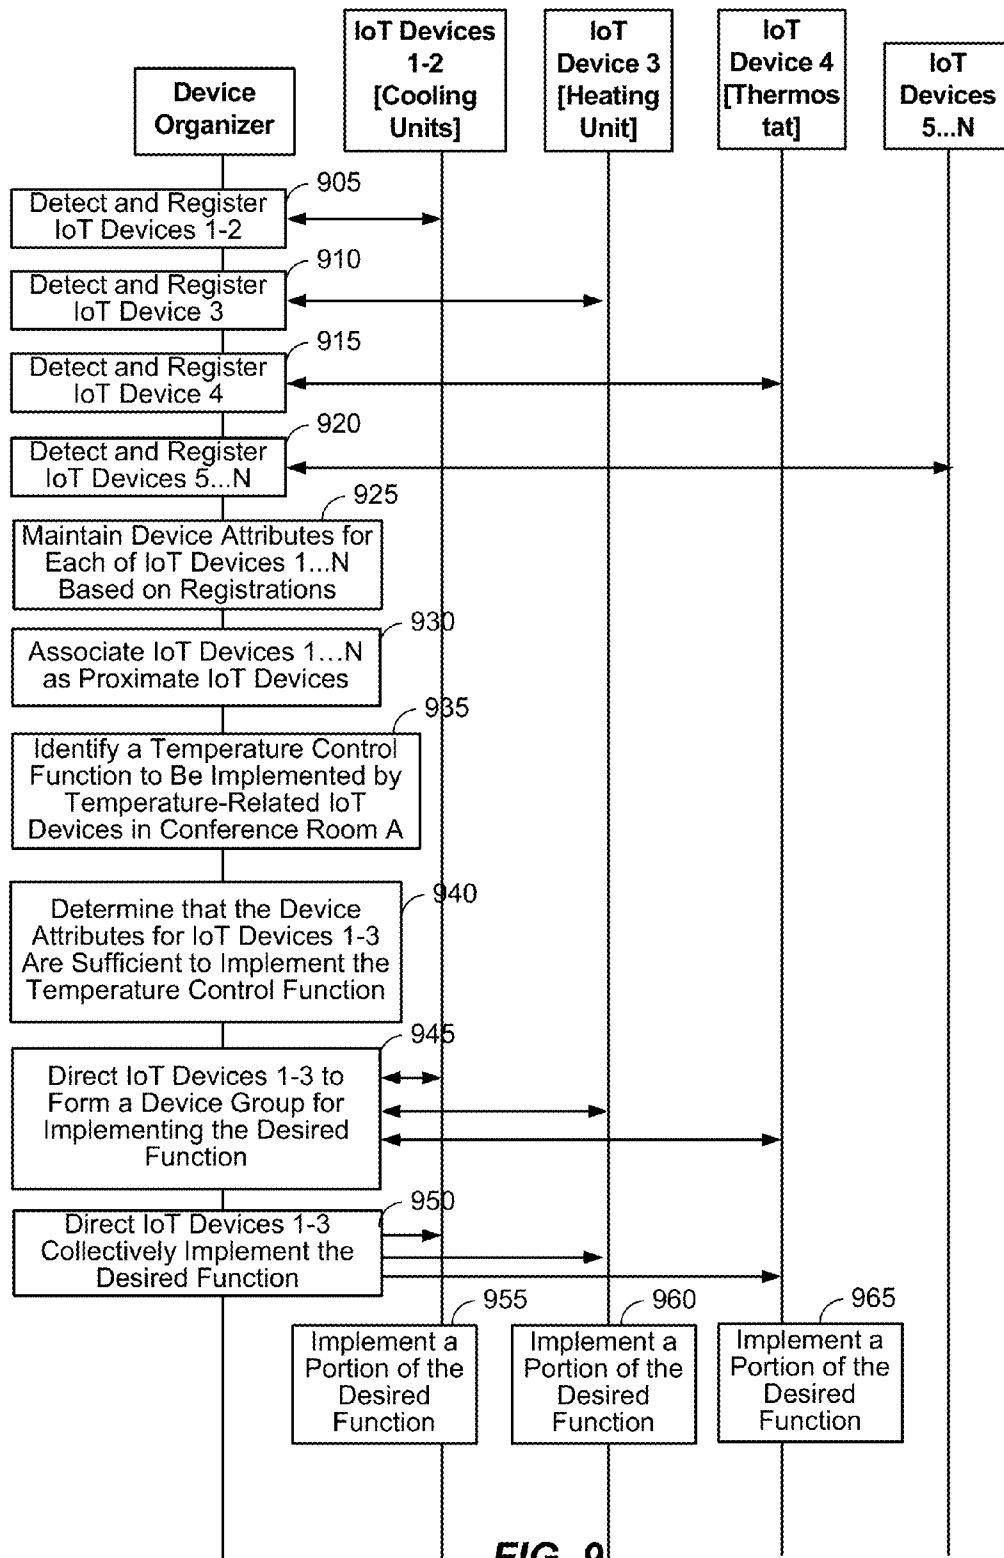 IoT Devices
1-2
[Cooling
Units]
IoT
Device 3
[Heating
Unit]
IoT
Device 4
[Thermos
tat]
IoT
Devices
5...N
Device
Organizer
905
Detect and Register
IoT Devices 1-2
910
Detect and Register
IoT Device 3
915
Detect and Register
IoT Device 4
920
Detect and Register
IoT Devices 5...N
925
Maintain Device Attributes for
Each of IoT Devices 1...N
Based on Registrations
930
Associate IoT Devices 1...N
as Proximate IoT Devices
935
Identify a Temperature Control
Function to Be Implemented by
Temperature-Related IoT
Devices in Conference Room A
940
Determine that the Device
Attributes for IoT Devices 1-3
Are Sufficient to Implement the
Temperature Control Function
945
Direct IoT Devices 1-3 to
Form a Device Group for
Implementing the Desired
Function
950
Direct IoT Devices 1-3
Collectively Implement the
Desired Function
955
Implement a
Portion of the
Desired
Function
960
Implement a
Portion of the
Desired
Function
965
Implement a
Portion of the
Desired
Function
FIG. 9